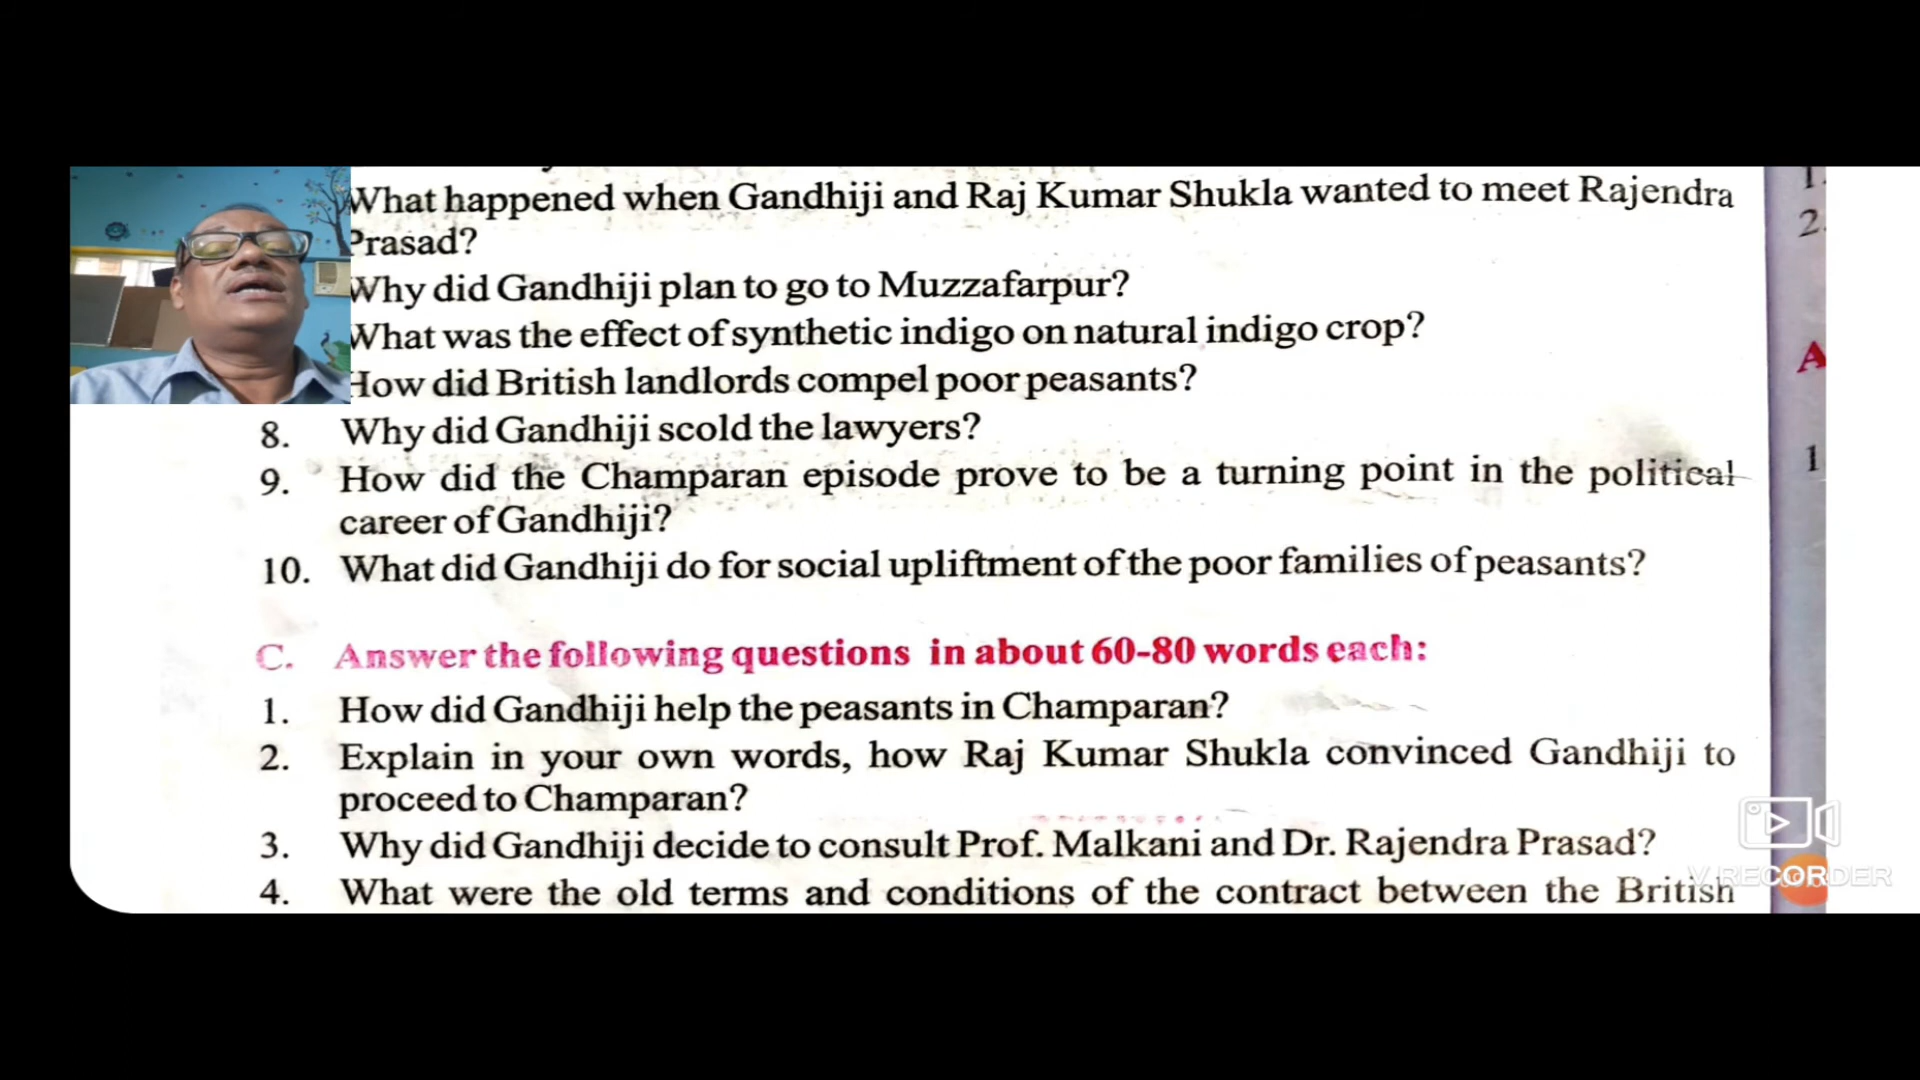 What happened when Gandhiji and Raj Kumar Shukla wanted to meet Rajendra
Prasad?
Why did Gandhiji plan to go to Muzzafarpur?
What was the effect of synthetic indigo on natural indigo crop?
How did British landlords compel poor peasants?
8. Why did Gandhiji scold the lawyers?
9. How did the Champaran episode prove to be a turning point in the political
career of Gandhiji?
10. What did Gandhiji do for social upliftment of the poor families of peasants?
C. Answer the following questions in about 60-80 words each:
1. How did Gandhiji help the peasants in Champaran?
2. Explain in your own words, how Raj Kumar Shukla convinced Gandhiji to
proceed to Champaran?
3. Why did Gandhiji decide to consult Prof. Malkani and Dr. Rajendra Prasad?
4. What were the old terms and conditions of the contract between the British
1.
2.
A
1
V RECORDER